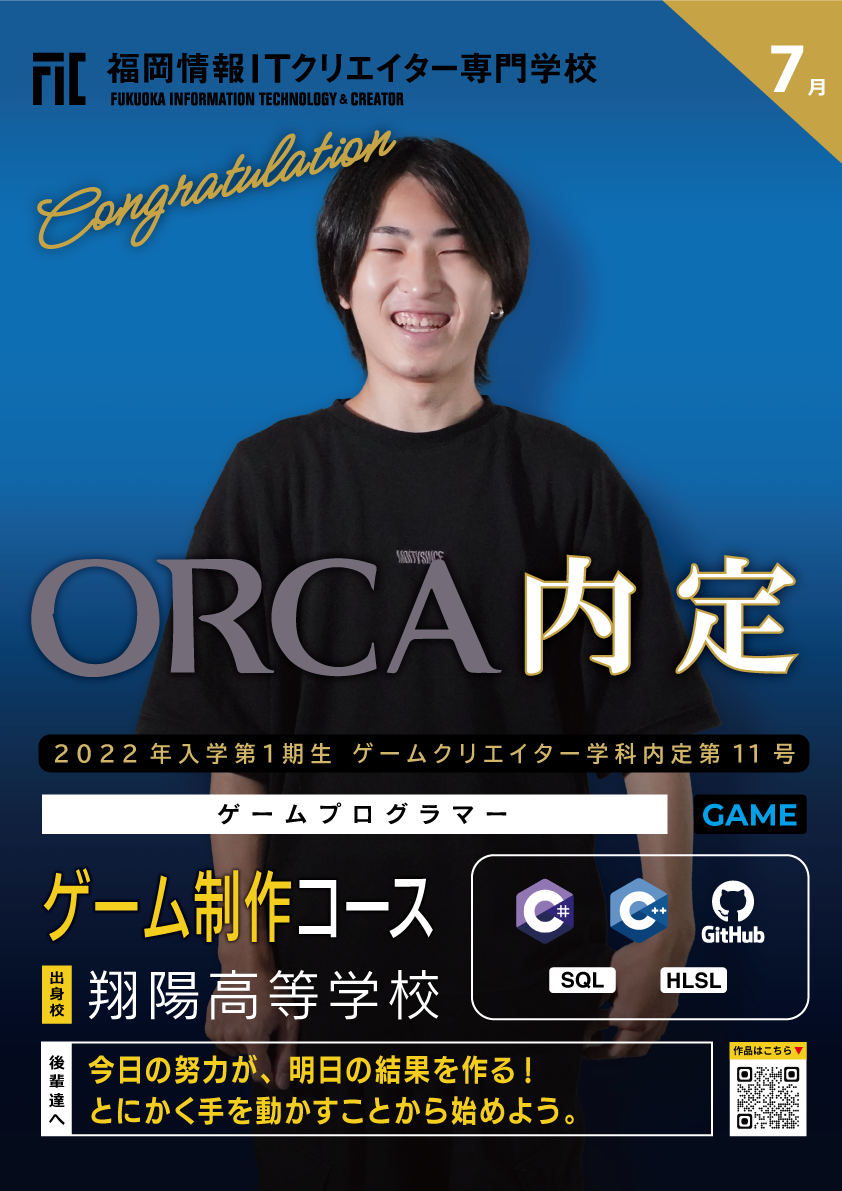 FIC 福岡情報ITクリエイター専門学校
FUKUOKA INFORMATION TECHNOLOGY & CREATOR
7月
Congratulation
ORCA 内定
2022年入学第1期生 ゲームクリエイター学科内定第11号
ゲームプログラマー
GAME
ゲーム制作コース
C#
C++
GitHub
SQL
HLSL
出身校
翔陽高等学校
後輩達へ
今日の努力が、明日の結果を作る!
とにかく手を動かすことから始めよう。
作品はこちら▼